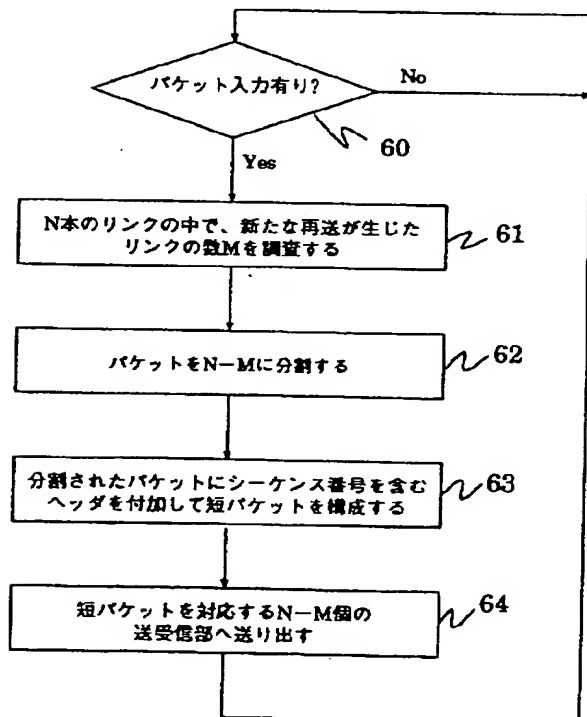 パケット入力有り?
No
60
Yes
N本のリンクの中で、新たな再送が生じた
リンクの数Mを調査する
61
パケットをN－Mに分割する
62
分割されたパケットにシーケンス番号を含む
ヘッダを付加して短パケットを構成する
63
短パケットを対応するN－M個の
送受信部へ送り出す
64